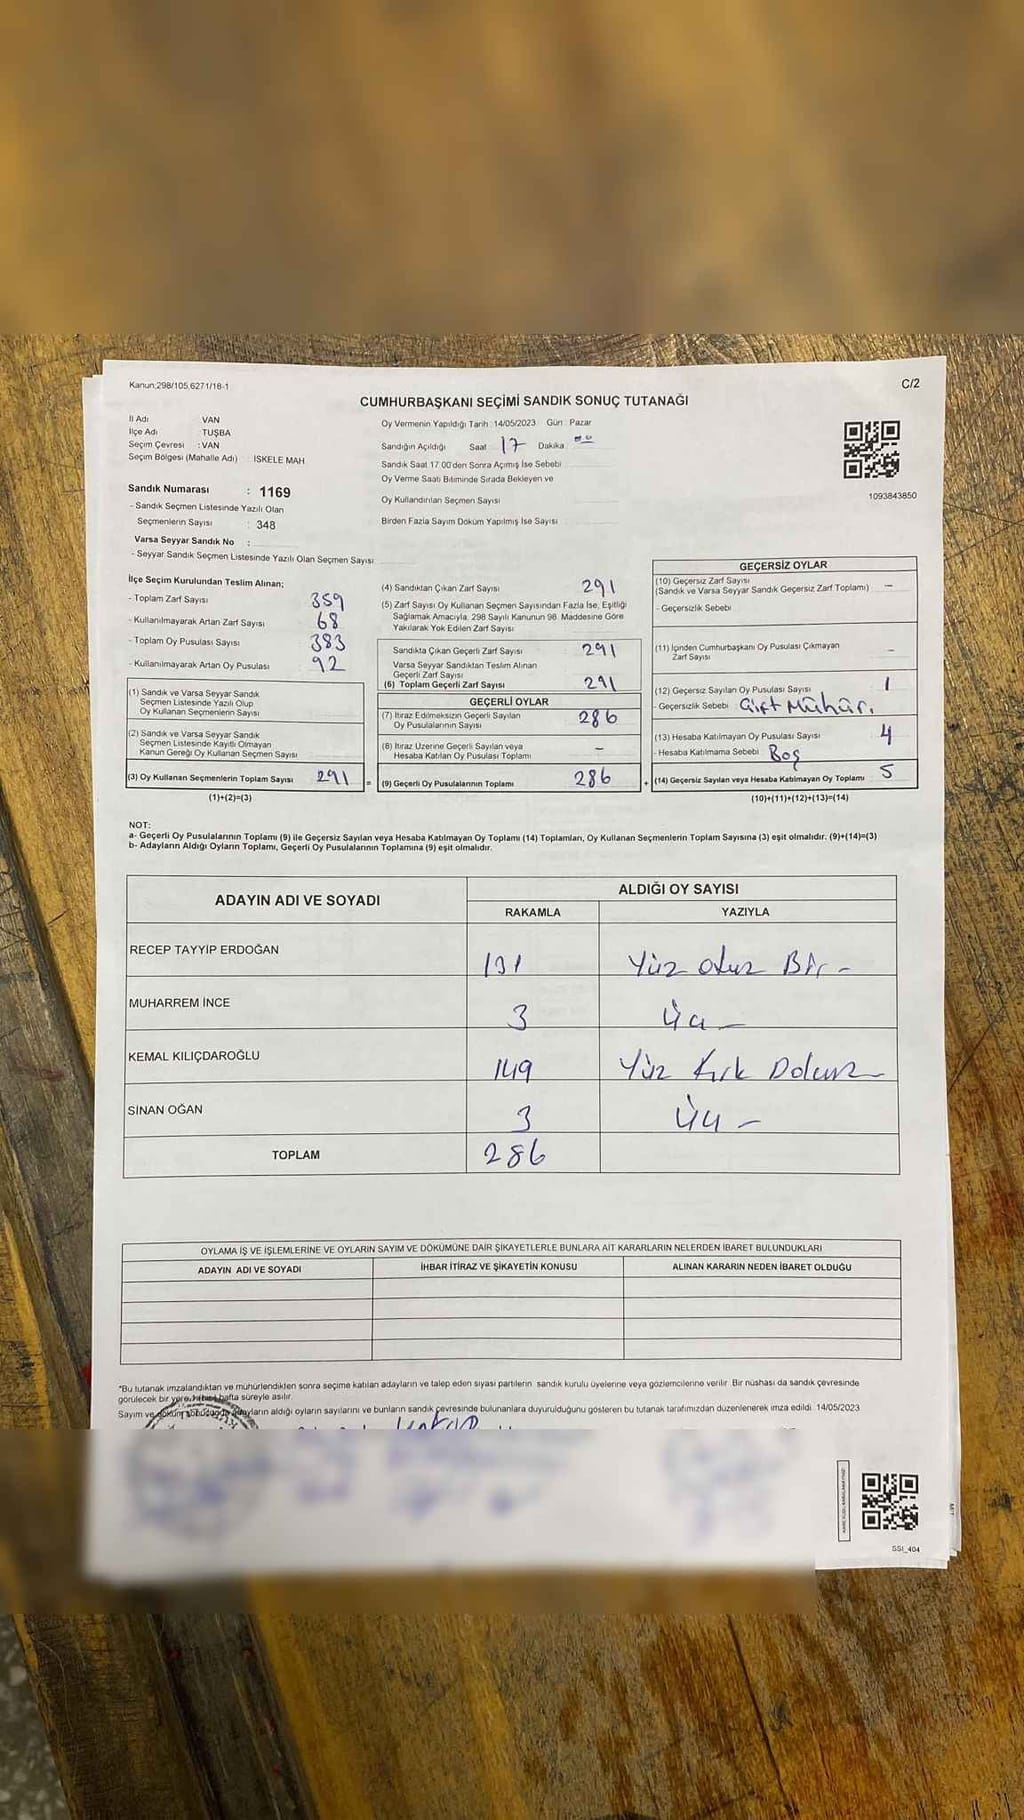 Kanun;298/105,6271/18-1
C/2
CUMHURBAŞKANI SEÇİMİ SANDIK SONUÇ TUTANAĞI
İl Adı : VAN
İlçe Adı : TUŞBA
Seçim Çevresi : VAN
Seçim Bölgesi (Mahalle Adı) : İSKELE MAH
Sandık Numarası : 1169
- Sandık Seçmen Listesinde Yazılı Olan
Seçmenlerin Sayısı : 348
Varsa Seyyar Sandık No :
- Seyyar Sandık Seçmen Listesinde Yazılı Olan Seçmen Sayısı
Oy Vermenin Yapıldığı Tarih :14/05/2023 Gün : Pazar
Sandığın Açıldığı Saat 17 Dakika 00
Sandık Saat 17:00'den Sonra Açımış İse Sebebi
Oy Verme Saati Bitiminde Sırada Bekleyen ve
Oy Kullandırılan Seçmen Sayısı
Birden Fazla Sayım Döküm Yapılmış İse Sayısı
1093843850
İlçe Seçim Kurulundan Teslim Alınan;
- Toplam Zarf Sayısı 359
- Kullanılmayarak Artan Zarf Sayısı 68
- Toplam Oy Pusulası Sayısı 383
- Kullanılmayarak Artan Oy Pusulası 92
(1) Sandık ve Varsa Seyyar Sandık
Seçmen Listesinde Yazılı Olup
Oy Kullanan Seçmenlerin Sayısı
(2) Sandık ve Varsa Seyyar Sandık
Seçmen Listesinde Kayıtlı Olmayan
Kanun Gereği Oy Kullanan Seçmen Sayısı
(3) Oy Kullanan Seçmenlerin Toplam Sayısı 291
(1)+(2)=(3)
(4) Sandıktan Çıkan Zarf Sayısı 291
(5) Zarf Sayısı Oy Kullanan Seçmen Sayısından Fazla İse, Eşitliği
Sağlamak Amacıyla, 298 Sayılı Kanunun 98. Maddesine Göre
Yakılarak Yok Edilen Zarf Sayısı
Sandıkta Çıkan Geçerli Zarf Sayısı 291
Varsa Seyyar Sandıktan Teslim Alınan
Geçerli Zarf Sayısı
(6) Toplam Geçerli Zarf Sayısı 291
GEÇERLİ OYLAR
(7) İtiraz Edilmeksizin Geçerli Sayılan
Oy Pusulalarının Sayısı 286
(8) İtiraz Üzerine Geçerli Sayılan veya
Hesaba Katılan Oy Pusulası Toplamı –
= (9) Geçerli Oy Pusulalarının Toplamı 286
GEÇERSİZ OYLAR
(10) Geçersiz Zarf Sayısı
(Sandık ve Varsa Seyyar Sandık Geçersiz Zarf Toplamı) –
- Geçersizlik Sebebi
(11) İçinden Cumhurbaşkanı Oy Pusulası Çıkmayan
Zarf Sayısı –
(12) Geçersiz Sayılan Oy Pusulası Sayısı 1
- Geçersizlik Sebebi Çift Mühür.
(13) Hesaba Katılmayan Oy Pusulası Sayısı 4
- Hesaba Katılmama Sebebi Boş
+ (14) Geçersiz Sayılan veya Hesaba Katılmayan Oy Toplamı 5
(10)+(11)+(12)+(13)=(14)
NOT:
a- Geçerli Oy Pusulalarının Toplamı (9) ile Geçersiz Sayılan veya Hesaba Katılmayan Oy Toplamı (14) Toplamları, Oy Kullanan Seçmenlerin Toplam Sayısına (3) eşit olmalıdır. (9)+(14)=(3)
b- Adayların Aldığı Oyların Toplamı, Geçerli Oy Pusulalarının Toplamına (9) eşit olmalıdır.
ADAYIN ADI VE SOYADI
ALDIĞI OY SAYISI
RAKAMLA YAZIYLA
RECEP TAYYİP ERDOĞAN 131 Yüz otuz Bir -
MUHARREM İNCE 3 Üç -
KEMAL KILIÇDAROĞLU 149 Yüz Kırk Dokuz
SİNAN OĞAN 3 Üç -
TOPLAM 286
OYLAMA İŞ VE İŞLEMLERİNE VE OYLARIN SAYIM VE DÖKÜMÜNE DAİR ŞİKAYETLERLE BUNLARA AİT KARARLARIN NELERDEN İBARET BULUNDUKLARI
ADAYIN ADI VE SOYADI İHBAR İTİRAZ VE ŞİKAYETİN KONUSU ALINAN KARARIN NEDEN İBARET OLDUĞU
*Bu tutanak imzalandıktan ve mühürlendikten sonra seçime katılan adayların ve talep eden siyasi partilerin sandık kurulu üyelerine veya gözlemcilerine verilir. Bir nüshası da sandık çevresinde
görülecek bir yere hafta süreyle asılır.
Sayım ve döküm adayların aldığı oyların sayılarını ve bunların sandık çevresinde bulunanlara duyurulduğunu gösteren bu tutanak tarafımızdan düzenlenerek imza edildi. 14/05/2023
SSI_404